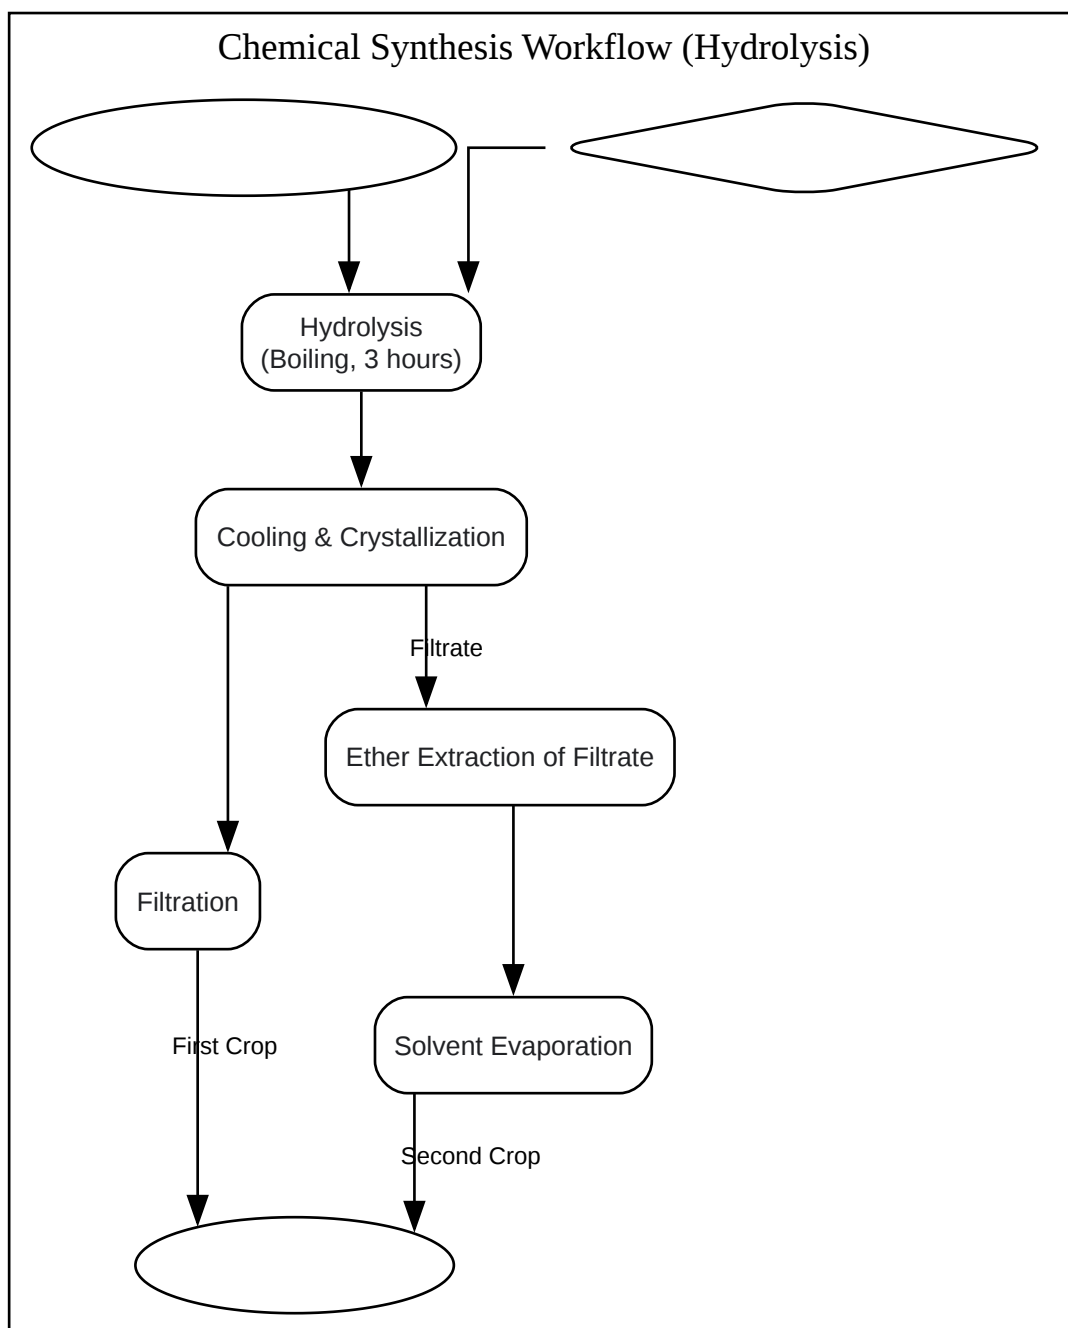 Chemical Synthesis Workflow (Hydrolysis)
Hydrolysis
(Boiling, 3 hours)
Cooling & Crystallization
Filtrate
Ether Extraction of Filtrate
Filtration
First Crop
Solvent Evaporation
Second Crop